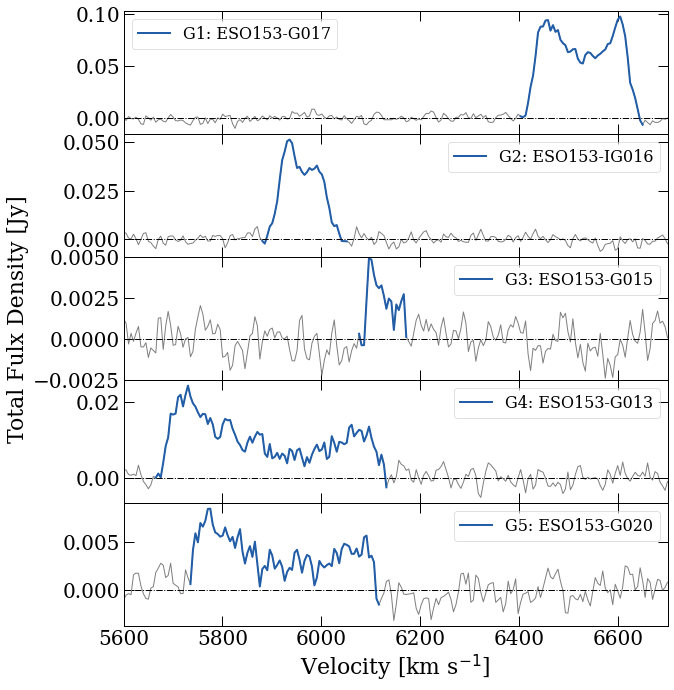 0.10
G1: ESO153-G017
0.05
0.00
0.050
G2: ESO153-IG016
0.025
0.000
0.0050
G3: ESO153-G015
0.0025
0.0000
−0.0025
G4: ESO153-G013
0.02
0.00
G5: ESO153-G020
0.005
0.000
Total Fulx Density [Jy]
5600 5800 6000 6200 6400 6600
Velocity [km s⁻¹]